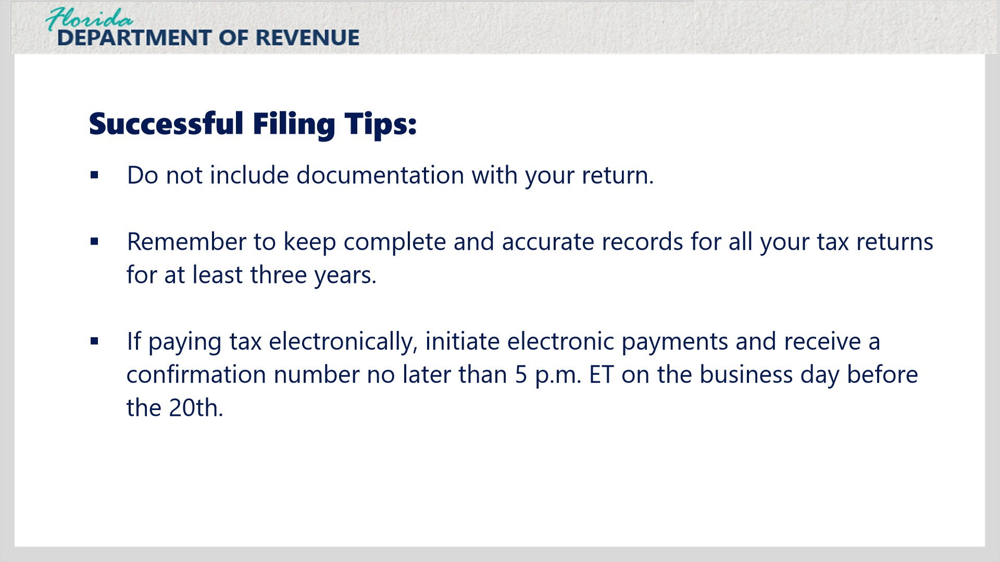 Florida
DEPARTMENT OF REVENUE
Successful Filing Tips:
▪ Do not include documentation with your return.
▪ Remember to keep complete and accurate records for all your tax returns
for at least three years.
▪ If paying tax electronically, initiate electronic payments and receive a
confirmation number no later than 5 p.m. ET on the business day before
the 20th.